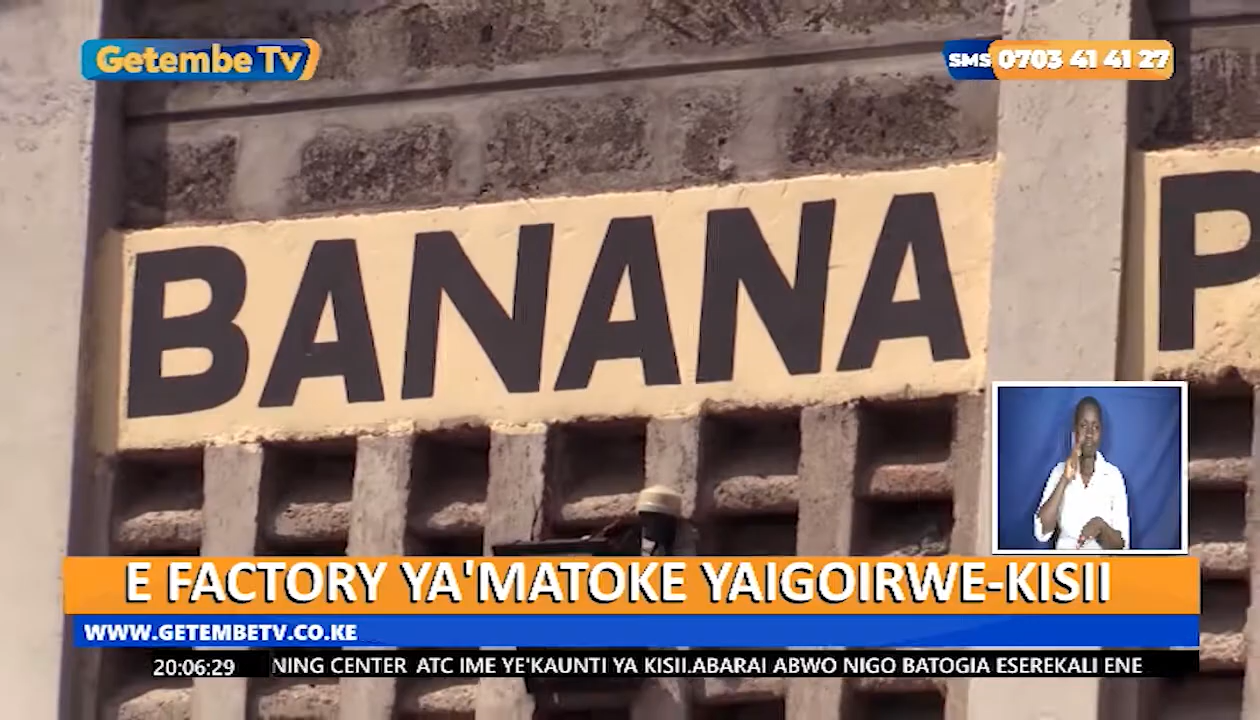 Getembe Tv
SMS 0703 41 41 27
BANANA P
E FACTORY YA'MATOKE YAIGOIRWE-KISII
WWW.GETEMBETV.CO.KE
20:06:29 NING CENTER ATC IME YE'KAUNTI YA KISII.ABARAI ABWO NIGO BATOGIA ESEREKALI ENE